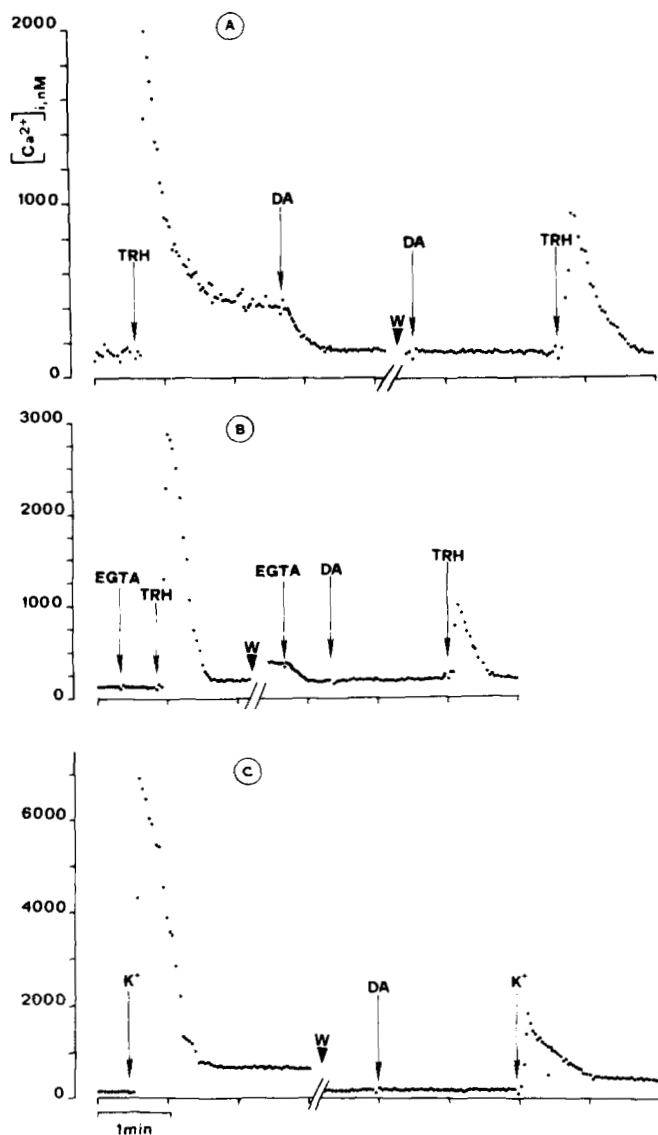 A
2000
[Ca²⁺]i,nM
DA
1000
TRH
DA
TRH
W
0
B
3000
2000
EGTA
TRH
EGTA
DA
TRH
1000
W
0
C
6000
4000
K⁺
DA
K⁺
2000
W
0
1min